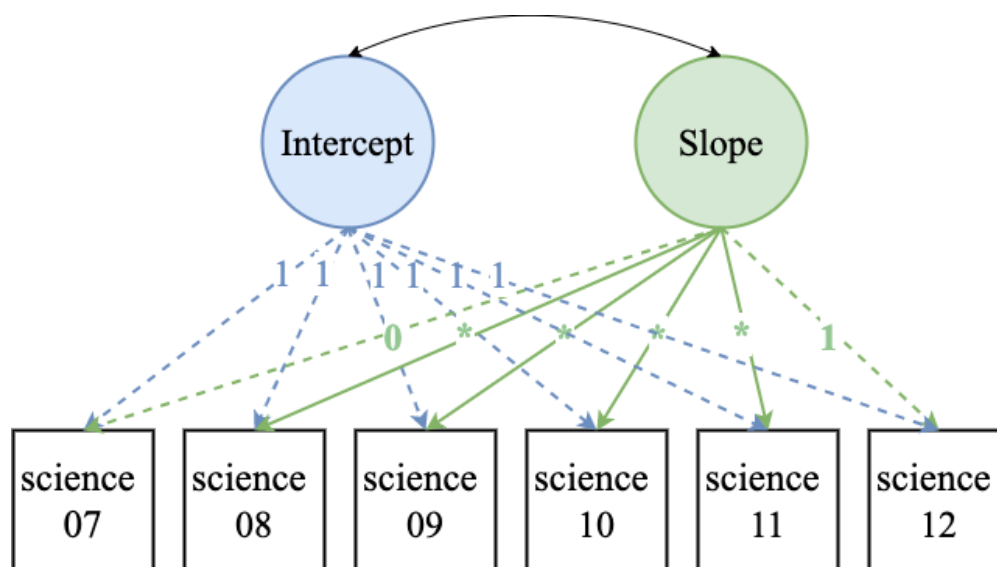 Intercept
Slope
1 1 1 1 1 1
0 * * * * 1
science
07
science
08
science
09
science
10
science
11
science
12